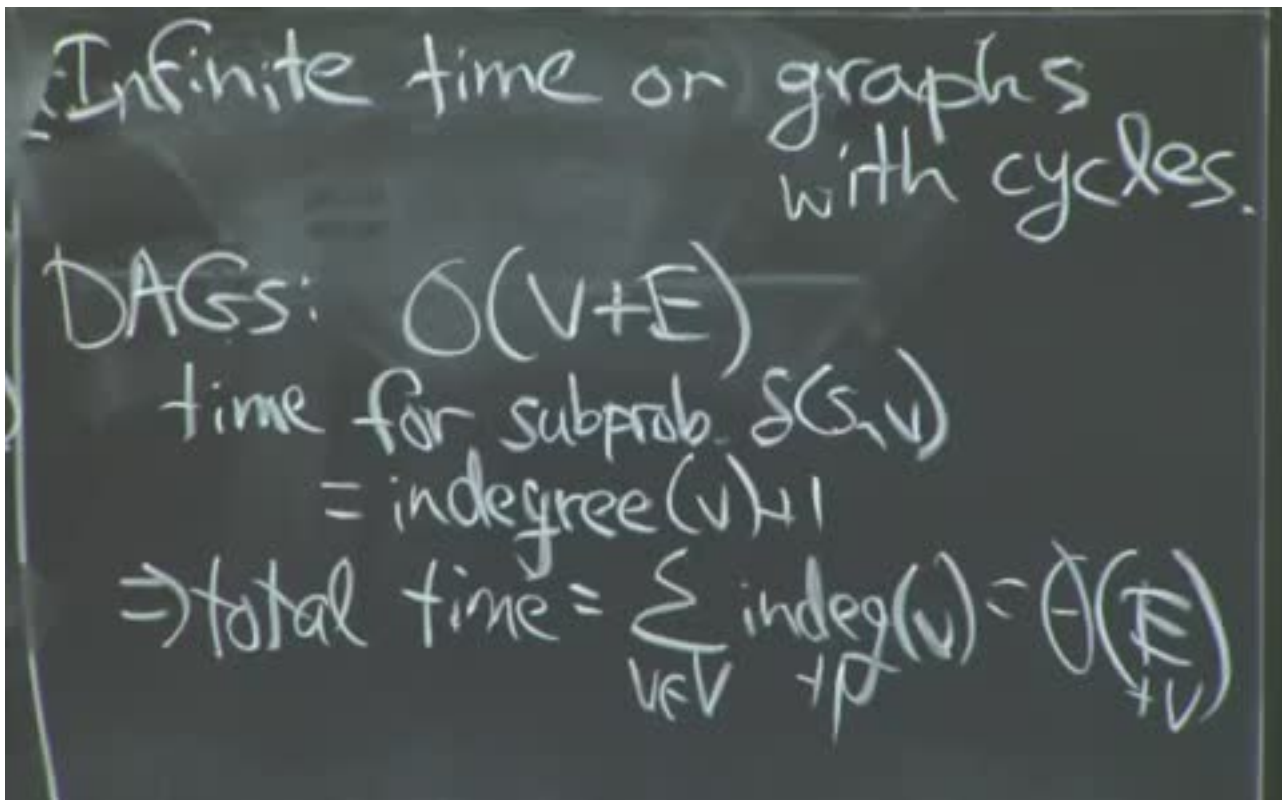 Infinite time on graphs
with cycles.
DAGs: O(V+E)
time for subprob. δ(s,v)
= indegree(v)+1
⇒total time = Σ indeg(v) = Θ(E
v∈V +1 +V)